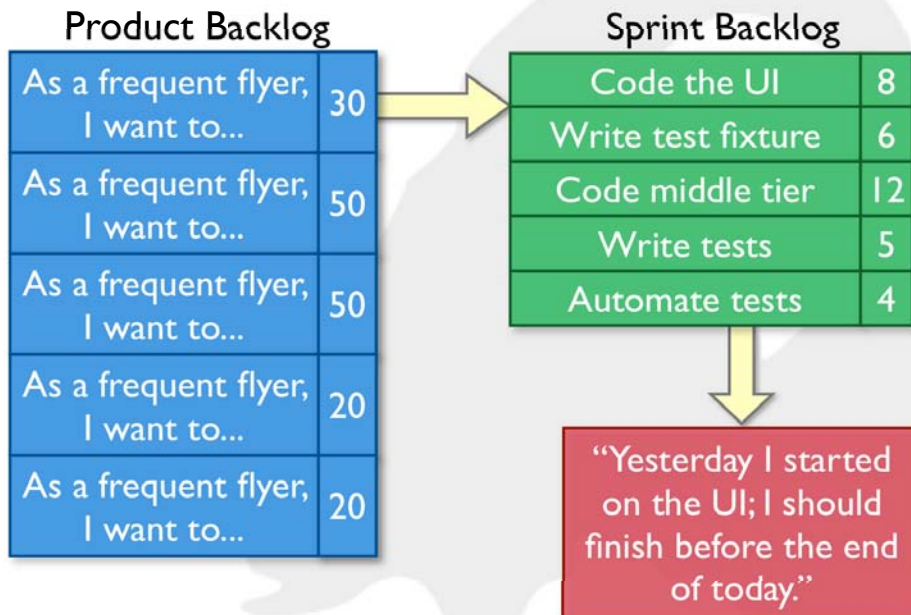 Product Backlog
As a frequent flyer,
I want to...
30
As a frequent flyer,
I want to...
50
As a frequent flyer,
I want to...
50
As a frequent flyer,
I want to...
20
As a frequent flyer,
I want to...
20
Sprint Backlog
Code the UI 8
Write test fixture 6
Code middle tier 12
Write tests 5
Automate tests 4
“Yesterday I started
on the UI; I should
finish before the end
of today.”